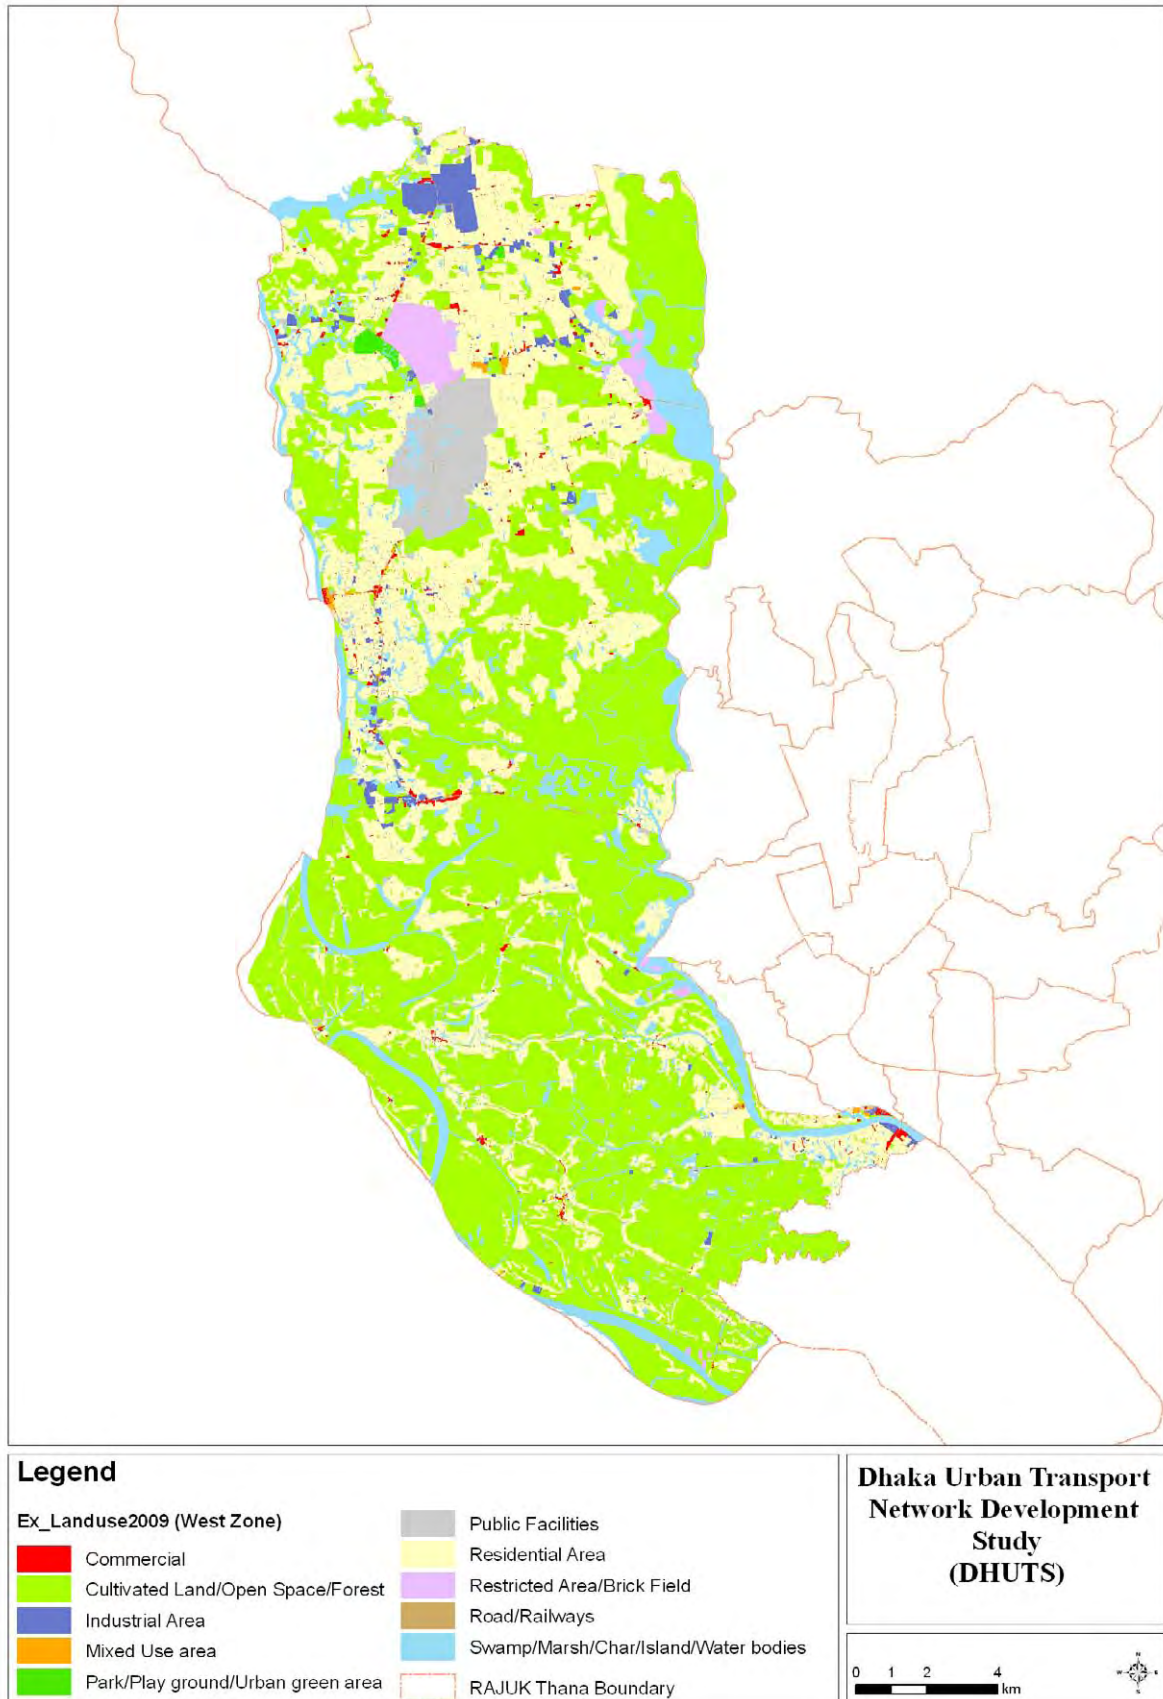 Legend
Ex_Landuse2009 (West Zone)
Commercial
Cultivated Land/Open Space/Forest
Industrial Area
Mixed Use area
Park/Play ground/Urban green area
Public Facilities
Residential Area
Restricted Area/Brick Field
Road/Railways
Swamp/Marsh/Char/Island/Water bodies
RAJUK Thana Boundary
Dhaka Urban Transport
Network Development
Study
(DHUTS)
0 1 2 4
km
N
W E
S